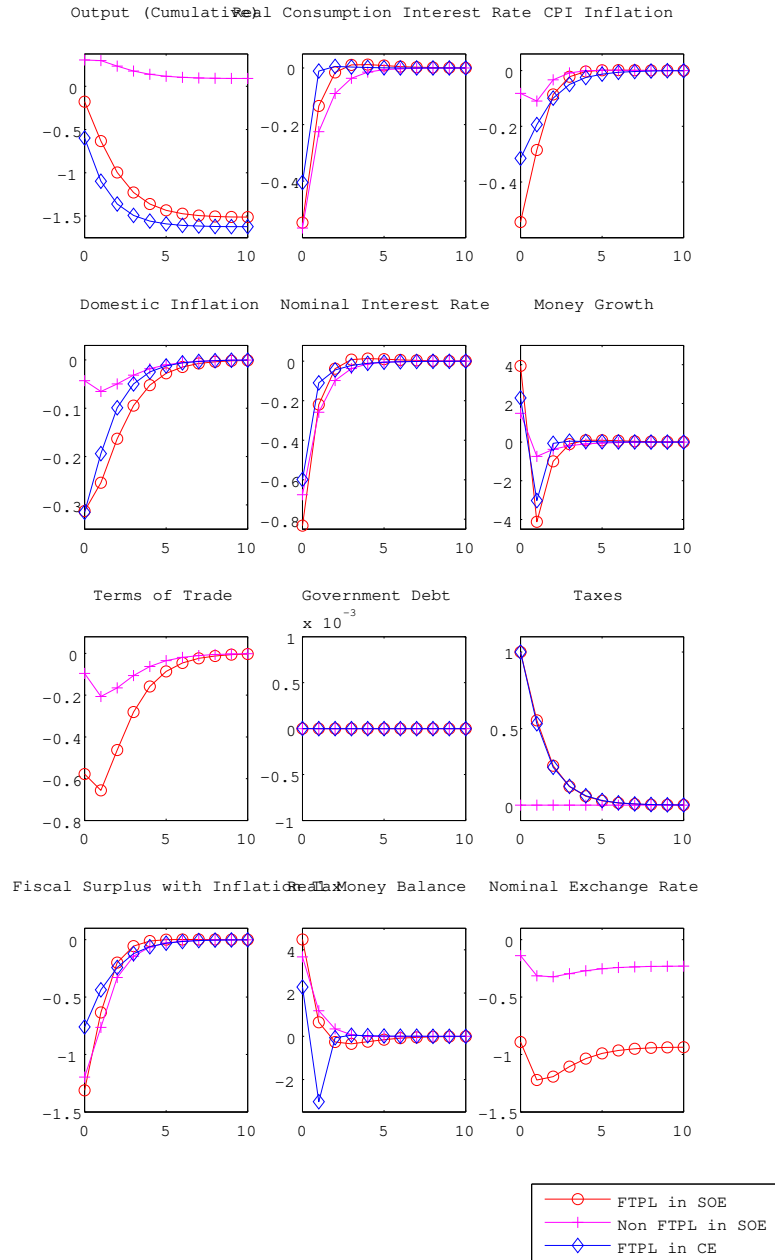 Output (Cumulative) Real Consumption Interest Rate CPI Inflation
0
−0.5
−1
−1.5
0 5 10
0
−0.2
−0.4
0 5 10
0
−0.2
−0.4
−0.6
0 5 10
Domestic Inflation Nominal Interest Rate Money Growth
0
−0.1
−0.2
−0.3
0 5 10
0
−0.2
−0.4
−0.6
−0.8
0 5 10
4
2
0
−2
−4
0 5 10
Terms of Trade Government Debt Taxes
0
−0.2
−0.4
−0.6
−0.8
0 5 10
x 10^-3
1
0.5
0
−0.5
−1
0 5 10
1
0.5
0
0 5 10
Fiscal Surplus with Inflation Tax Real Money Balance Nominal Exchange Rate
0
−0.5
−1
−1.5
0 5 10
4
2
0
−2
0 5 10
0
−0.5
−1
−1.5
0 5 10
FTPL in SOE
Non FTPL in SOE
FTPL in CE